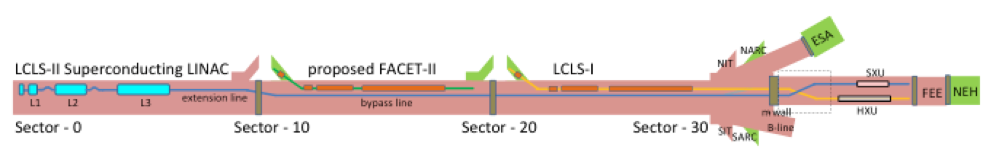 ESA
NARC
NIT
LCLS-II Superconducting LINAC
proposed FACET-II
LCLS-I
SXU
L1
L2
L3
extension line
bypass line
FEE
NEH
m wall
HXU
Sector - 0
Sector - 10
Sector - 20
Sector - 30
SIT
SARC
B-line